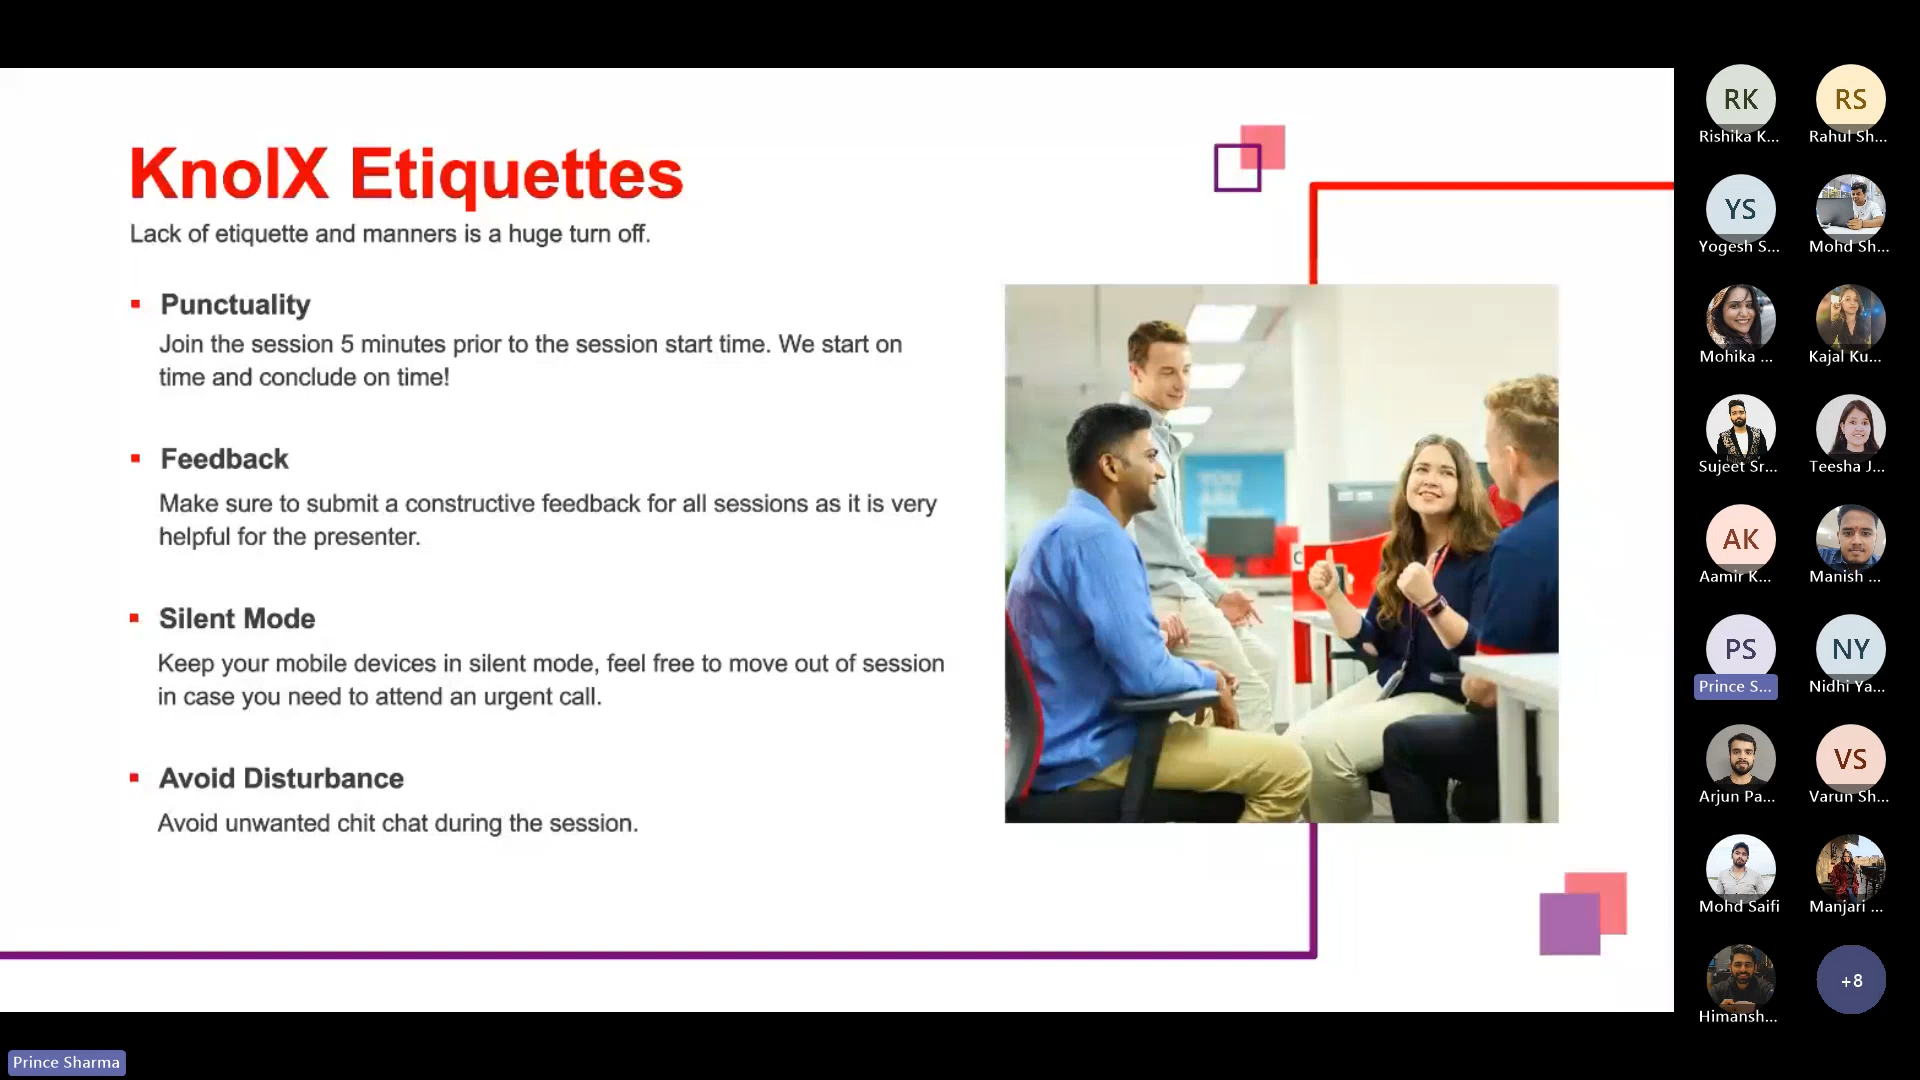 KnolX Etiquettes
Lack of etiquette and manners is a huge turn off.
Punctuality
Join the session 5 minutes prior to the session start time. We start on
time and conclude on time!
Feedback
Make sure to submit a constructive feedback for all sessions as it is very
helpful for the presenter.
Silent Mode
Keep your mobile devices in silent mode, feel free to move out of session
in case you need to attend an urgent call.
Avoid Disturbance
Avoid unwanted chit chat during the session.
RK
RS
Rishika K...
Rahul Sh...
YS
Yogesh S...
Mohd Sh...
Mohika ...
Kajal Ku...
Sujeet Sr...
Teesha J...
AK
Aamir K...
Manish ...
PS
NY
Prince S...
Nidhi Ya...
VS
Arjun Pa...
Varun Sh...
Mohd Saifi
Manjari ...
+8
Himansh...
Prince Sharma